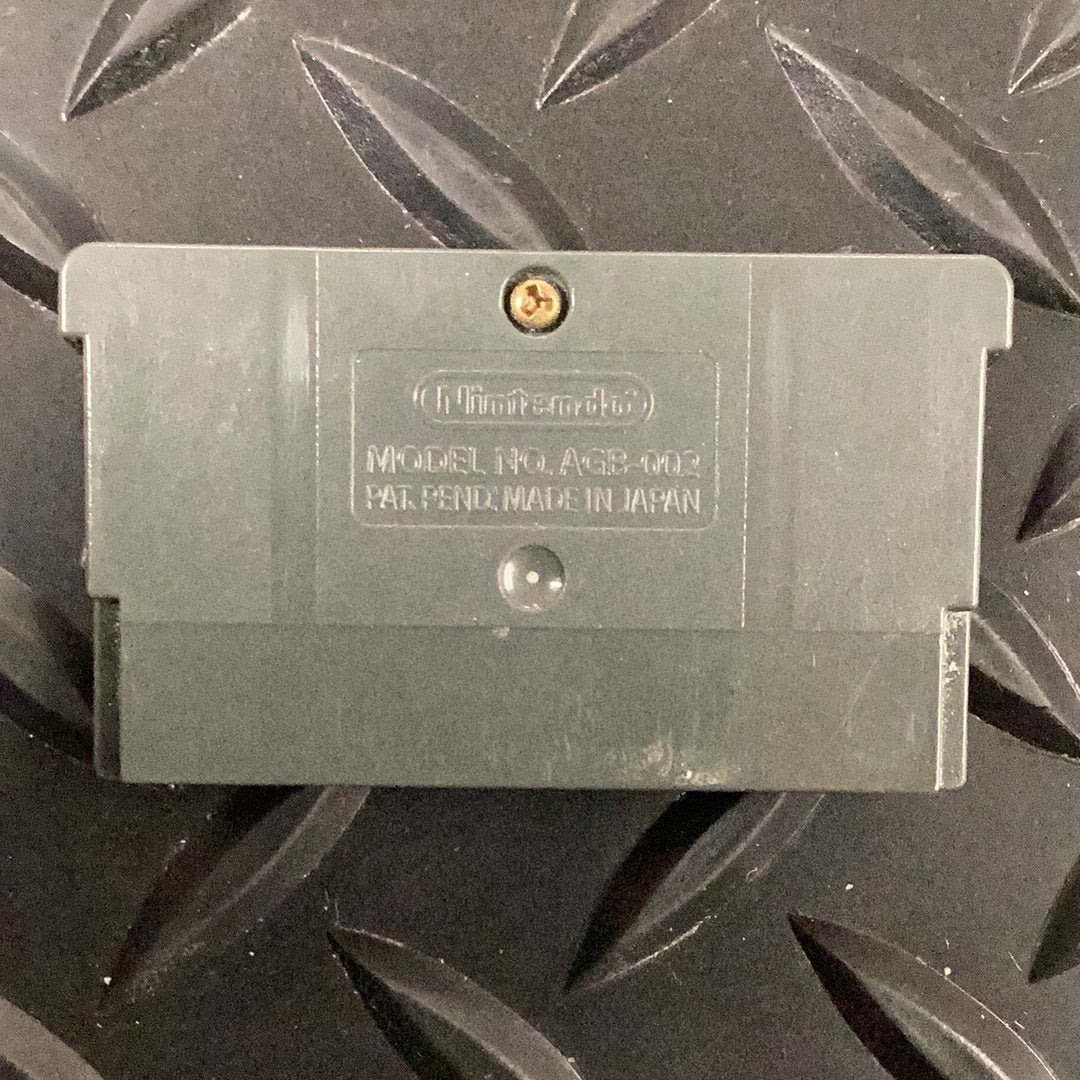 Nintendo
MODEL NO. AGB-002
PAT. PEND. MADE IN JAPAN